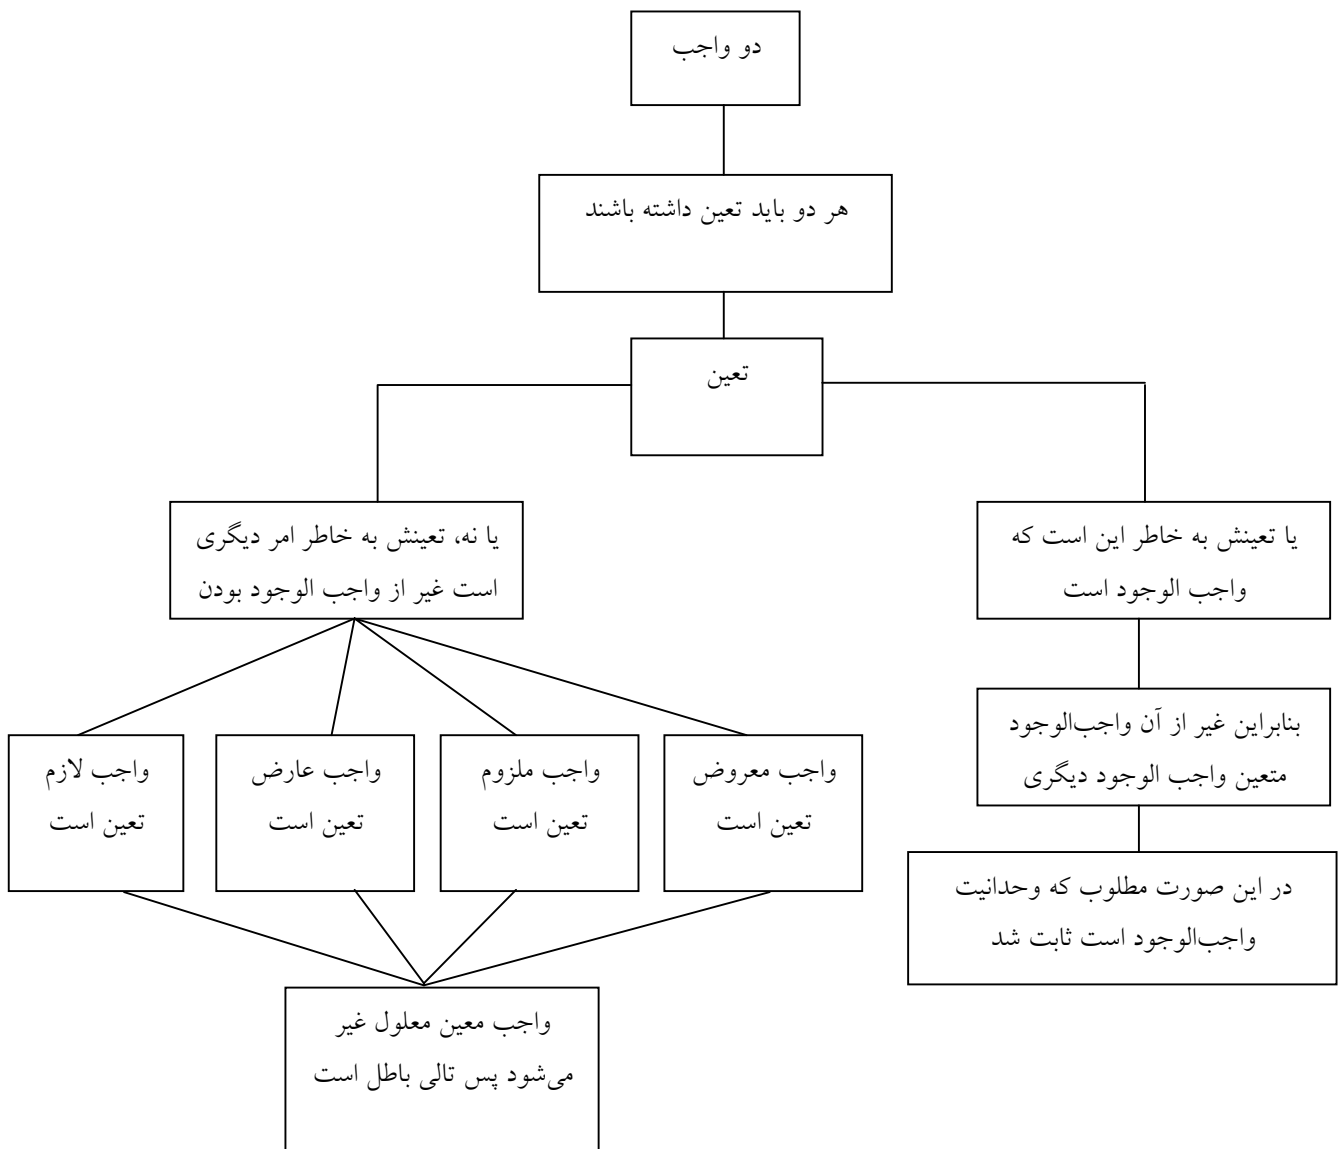 دو واجب
هر دو باید تعین داشته باشند
تعین
یا تعینش به خاطر این است که
واجب الوجود است
یا نه، تعینش به خاطر امر دیگری
است غیر از واجب الوجود بودن
بنابراین غیر از آن واجب‌الوجود
متعین واجب الوجود دیگری
در این صورت مطلوب که وحدانیت
واجب‌الوجود است ثابت شد
واجب معروض
تعین است
واجب ملزوم
تعین است
واجب عارض
تعین است
واجب لازم
تعین است
واجب معین معلول غیر
می‌شود پس تالی باطل است